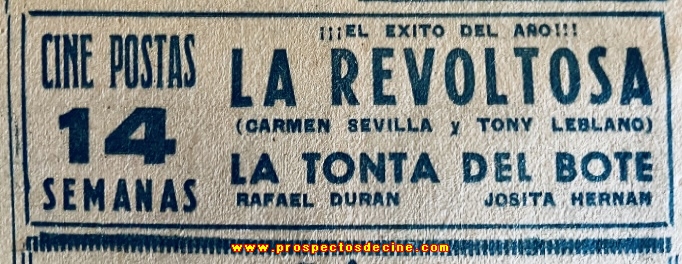 CINE POSTAS
14
SEMANAS
¡¡¡EL EXITO DEL AÑO!!!
LA REVOLTOSA
(CARMEN SEVILLA y TONY LEBLANC)
LA TONTA DEL BOTE
RAFAEL DURAN JOSITA HERNAN
www.prospectosdecine.com